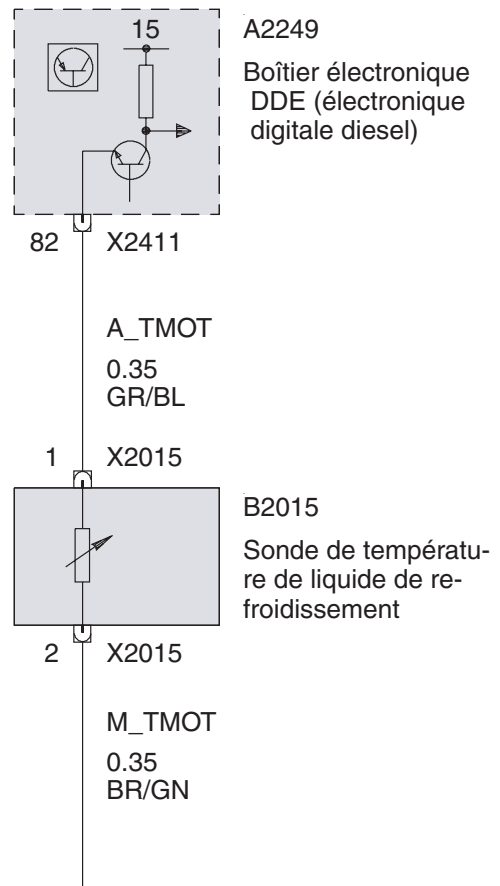 15
A2249
Boîtier électronique
DDE (électronique
digitale diesel)
82 X2411
A_TMOT
0.35
GR/BL
1 X2015
B2015
Sonde de températu-
re de liquide de re-
froidissement
2 X2015
M_TMOT
0.35
BR/GN